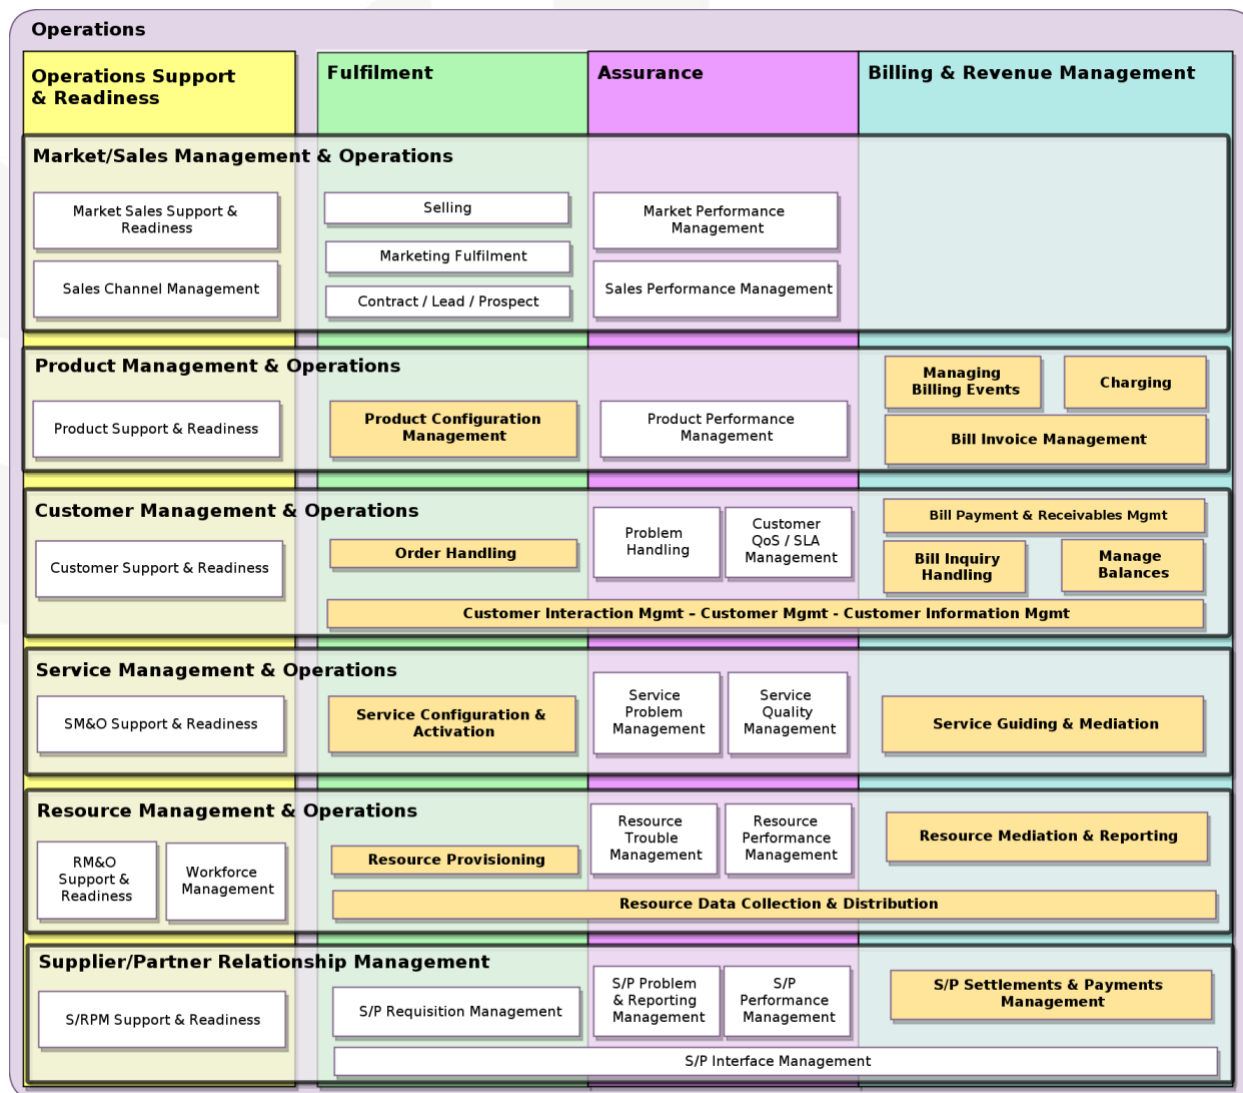 Operations
Operations Support
& Readiness
Fulfilment
Assurance
Billing & Revenue Management
Market/Sales Management & Operations
Market Sales Support &
Readiness
Sales Channel Management
Selling
Marketing Fulfilment
Contract / Lead / Prospect
Market Performance
Management
Sales Performance Management
Product Management & Operations
Product Support & Readiness
Product Configuration
Management
Product Performance
Management
Managing
Billing Events
Charging
Bill Invoice Management
Customer Management & Operations
Customer Support & Readiness
Order Handling
Problem
Handling
Customer
QoS / SLA
Management
Bill Payment & Receivables Mgmt
Bill Inquiry
Handling
Manage
Balances
Customer Interaction Mgmt – Customer Mgmt - Customer Information Mgmt
Service Management & Operations
SM&O Support & Readiness
Service Configuration &
Activation
Service
Problem
Management
Service
Quality
Management
Service Guiding & Mediation
Resource Management & Operations
RM&O
Support &
Readiness
Workforce
Management
Resource Provisioning
Resource
Trouble
Management
Resource
Performance
Management
Resource Mediation & Reporting
Resource Data Collection & Distribution
Supplier/Partner Relationship Management
S/RPM Support & Readiness
S/P Requisition Management
S/P Problem
& Reporting
Management
S/P
Performance
Management
S/P Settlements & Payments
Management
S/P Interface Management